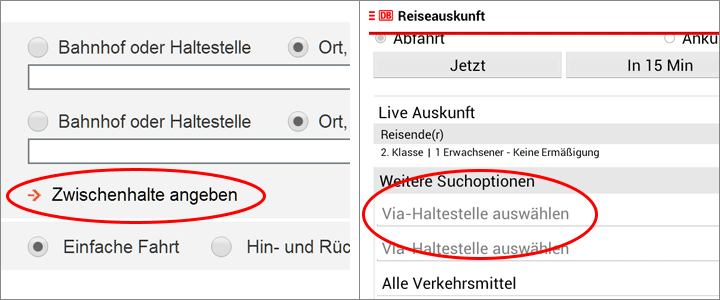 Bahnhof oder Haltestelle Ort,
Bahnhof oder Haltestelle Ort,
Zwischenhalte angeben
Einfache Fahrt Hin- und Rüc
DB Reiseauskunft
Abfahrt Anku
Jetzt In 15 Min
Live Auskunft
Reisende(r)
2. Klasse | 1 Erwachsener - Keine Ermäßigung
Weitere Suchoptionen
Via-Haltestelle auswählen
Via-Haltestelle auswählen
Alle Verkehrsmittel